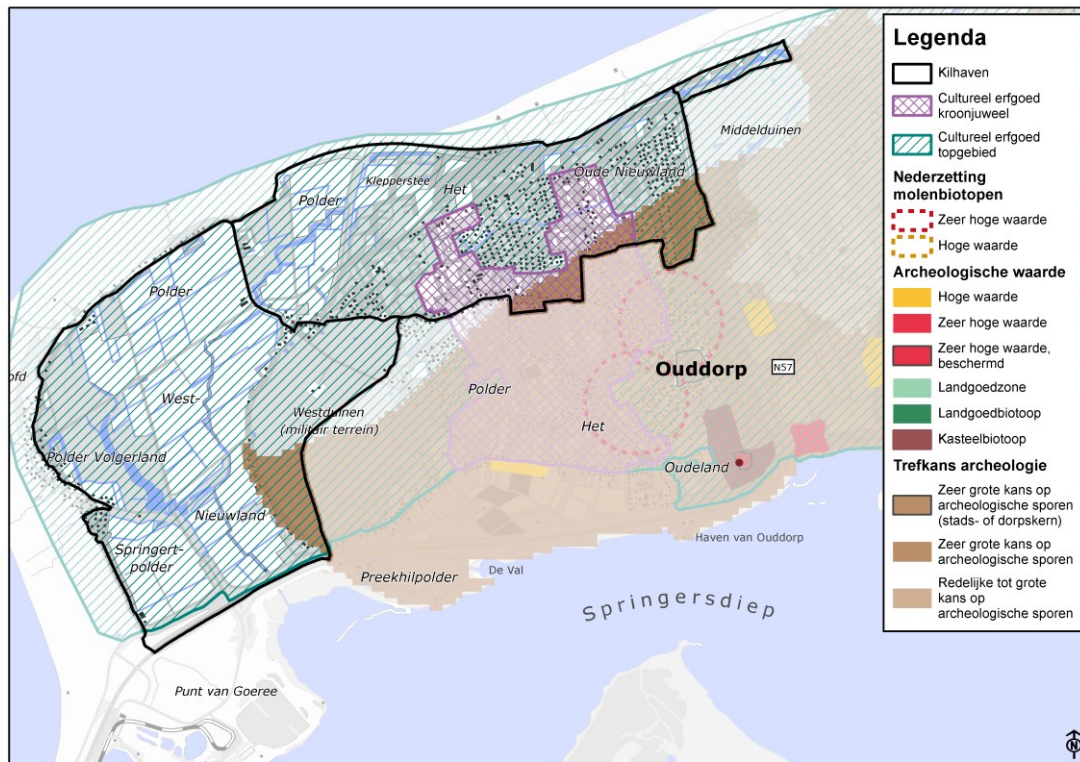 Legenda
Kilhaven
Cultureel erfgoed
kroonjuweel
Cultureel erfgoed
topgebied
Nederzetting
molenbiotopen
Zeer hoge waarde
Hoge waarde
Archeologische waarde
Hoge waarde
Zeer hoge waarde
Zeer hoge waarde,
beschermd
Landgoedzone
Landgoedbiotoop
Kasteelbiotoop
Trefkans archeologie
Zeer grote kans op
archeologische sporen
(stads- of dorpskern)
Zeer grote kans op
archeologische sporen
Redelijke tot grote
kans op
archeologische sporen
Middelduinen
Oude Nieuwland
Klepperstee
Het
Polder
Polder
West-
Ouddorp
N57
Polder
Westduinen
(militair terrein)
Het
ofd
Polder Volgerland
Oudeland
Nieuwland
Springert-
polder
Haven van Ouddorp
De Val
Preekhilpolder
Springersdiep
Punt van Goeree
N